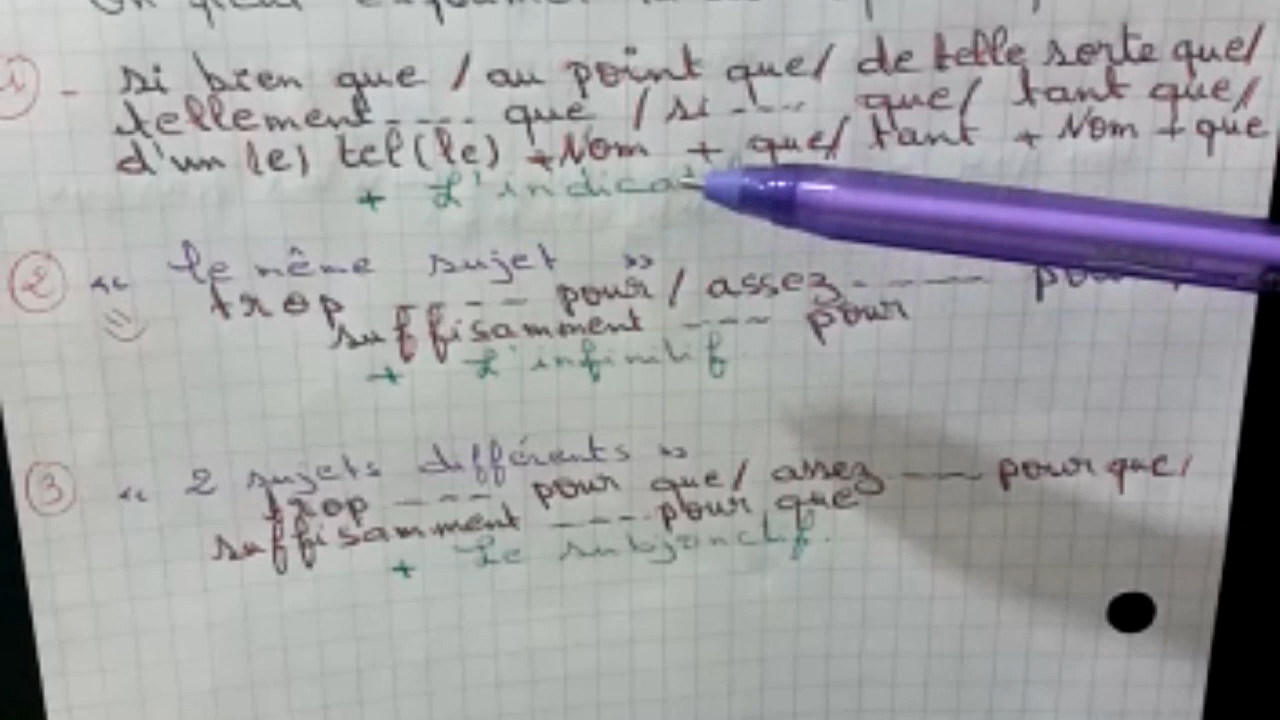 1 - si bien que / au point que / de telle sorte que /
tellement ---- que / si ---- que / tant que /
d'un(e) tel(le) + Nom + que / tant + Nom + que
+ L'indica
2 " le même sujet "
trop ---- pour / assez ----
suffisamment ---- pour
+ L'infinitif
3 " 2 sujets différents "
trop ---- pour que / assez ---- pour que /
suffisamment ---- pour que
+ Le subjonctif.